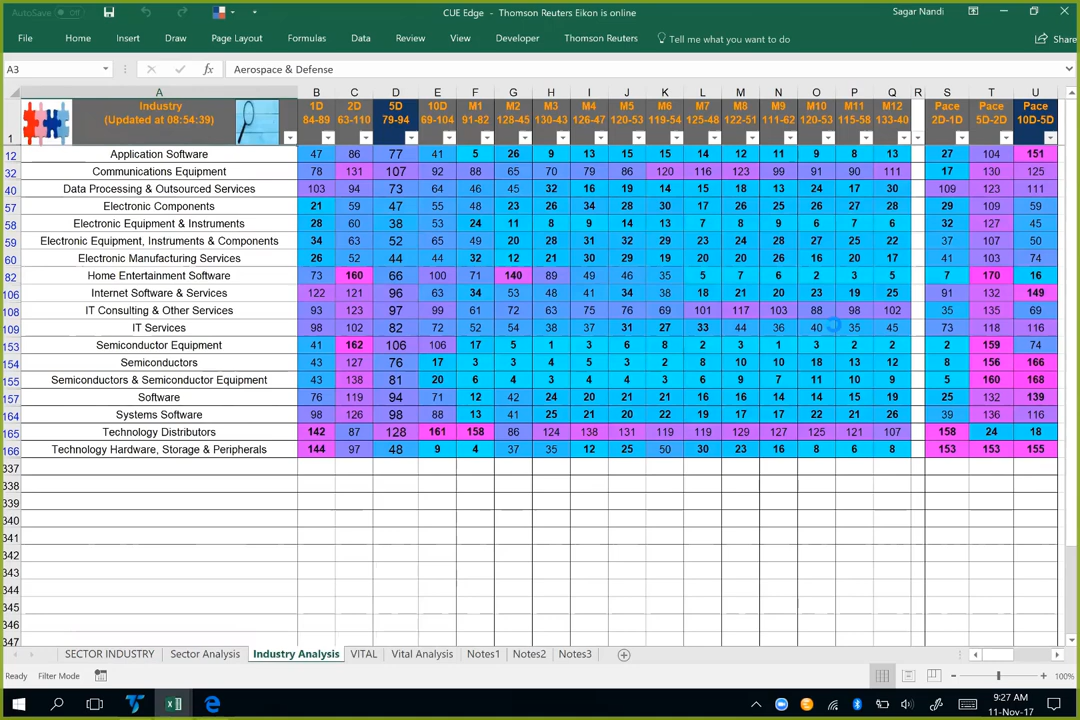 AutoSave Off CUE Edge - Thomson Reuters Eikon is online Sagar Nandi
File Home Insert Draw Page Layout Formulas Data Review View Developer Thomson Reuters Tell me what you want to do Share
A3 fx Aerospace & Defense
A B C D E F G H I J K L M N O P Q R S T U
Industry 1D 2D 5D 10D M1 M2 M3 M4 M5 M6 M7 M8 M9 M10 M11 M12 Pace Pace Pace
(Updated at 08:54:39) 84-89 63-110 79-94 69-104 91-82 128-45 130-43 126-47 120-53 119-54 125-48 122-51 111-62 120-53 115-58 133-40 2D-1D 5D-2D 10D-5D
1
12 Application Software 47 86 77 41 5 26 9 13 15 15 14 12 11 9 8 13 27 104 151
32 Communications Equipment 78 131 107 92 88 65 70 79 86 120 116 123 99 91 90 111 17 130 125
40 Data Processing & Outsourced Services 103 94 73 64 46 45 32 16 19 14 15 18 13 24 17 30 109 123 111
57 Electronic Components 21 59 47 55 48 23 26 34 28 30 17 26 25 26 27 28 29 109 59
58 Electronic Equipment & Instruments 28 60 38 53 24 11 8 9 14 13 7 8 9 6 7 6 32 127 45
59 Electronic Equipment, Instruments & Components 34 63 52 65 49 20 28 31 32 29 23 24 28 27 25 22 37 107 50
60 Electronic Manufacturing Services 26 52 44 44 32 12 21 30 29 19 20 20 26 16 20 17 41 103 74
82 Home Entertainment Software 73 160 66 100 71 140 89 49 46 35 5 7 6 2 3 5 7 170 16
106 Internet Software & Services 122 121 96 63 34 53 48 41 34 38 18 21 20 23 19 25 91 132 149
108 IT Consulting & Other Services 93 123 97 99 61 72 63 75 76 69 101 117 103 88 98 102 35 135 69
109 IT Services 98 102 82 72 52 54 38 37 31 27 33 44 36 40 35 45 73 118 116
153 Semiconductor Equipment 41 162 106 106 17 5 1 3 6 8 2 3 1 3 2 2 2 159 74
154 Semiconductors 43 127 76 17 3 3 4 5 3 2 8 10 10 18 13 12 8 156 166
155 Semiconductors & Semiconductor Equipment 43 138 81 20 6 4 3 4 4 3 6 9 7 11 10 9 5 160 168
157 Software 76 119 94 71 12 42 24 20 21 21 16 16 14 14 15 19 25 132 139
164 Systems Software 98 126 98 88 13 41 25 21 20 22 19 17 17 22 21 26 39 136 116
165 Technology Distributors 142 87 128 161 158 86 124 138 131 119 119 129 127 125 121 107 158 24 18
166 Technology Hardware, Storage & Peripherals 144 97 48 9 4 37 35 12 25 50 30 23 16 8 6 8 153 153 155
337
338
339
340
341
342
343
344
345
346
347
SECTOR INDUSTRY Sector Analysis Industry Analysis VITAL Vital Analysis Notes1 Notes2 Notes3
Ready Filter Mode 100%
9:27 AM
11-Nov-17